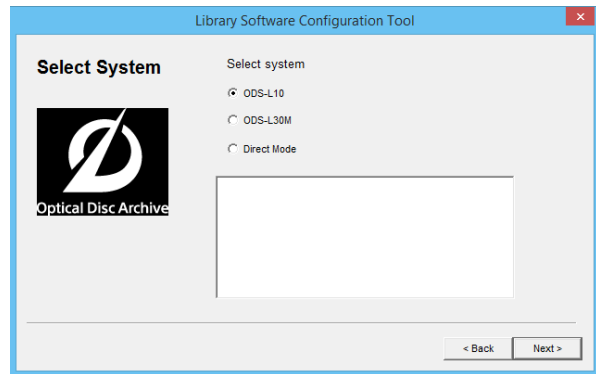 Library Software Configuration Tool
Select System
Select system
ODS-L10
ODS-L30M
Direct Mode
Optical Disc Archive
< Back
Next >